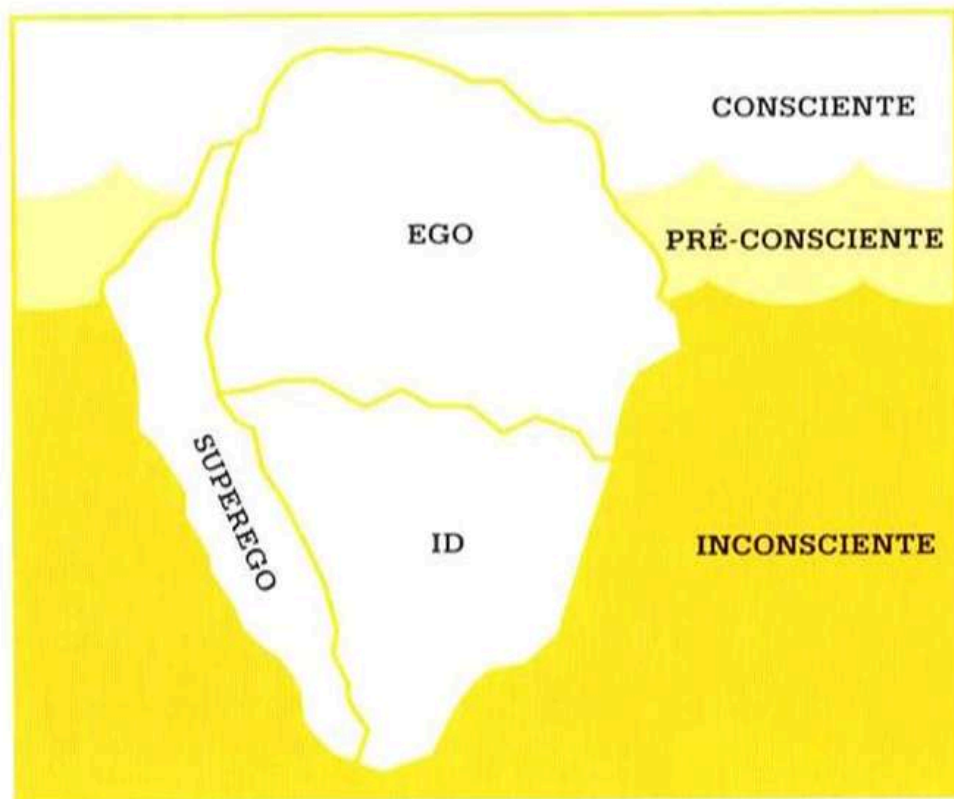 CONSCIENTE
EGO
PRÉ-CONSCIENTE
SUPEREGO
ID
INCONSCIENTE